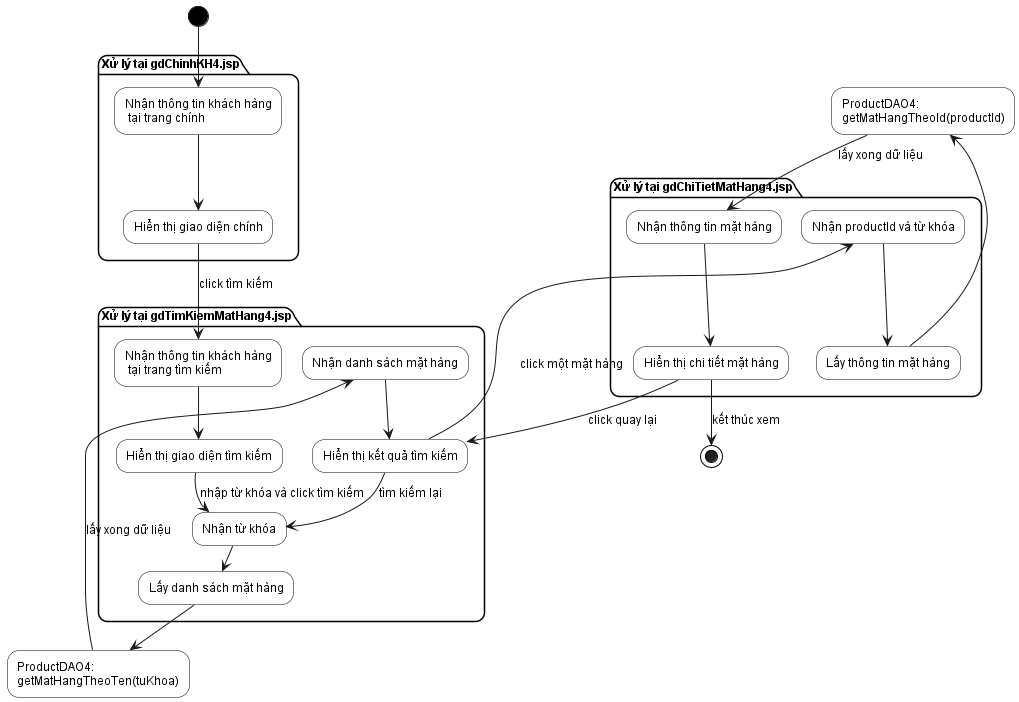 Xử lý tại gdChinhKH4.jsp
Nhận thông tin khách hàng
tại trang chính
Hiển thị giao diện chính
click tìm kiếm
Xử lý tại gdTimKiemMatHang4.jsp
Nhận thông tin khách hàng
tại trang tìm kiếm
Nhận danh sách mặt hàng
Hiển thị giao diện tìm kiếm
Hiển thị kết quả tìm kiếm
nhập từ khóa và click tìm kiếm
tìm kiếm lại
Nhận từ khóa
lấy xong dữ liệu
Lấy danh sách mặt hàng
ProductDAO4:
getMatHangTheoTen(tuKhoa)
ProductDAO4:
getMatHangTheoId(productId)
lấy xong dữ liệu
Xử lý tại gdChiTietMatHang4.jsp
Nhận thông tin mặt hàng
Nhận productId và từ khóa
click một mặt hàng
Hiển thị chi tiết mặt hàng
Lấy thông tin mặt hàng
click quay lại
kết thúc xem